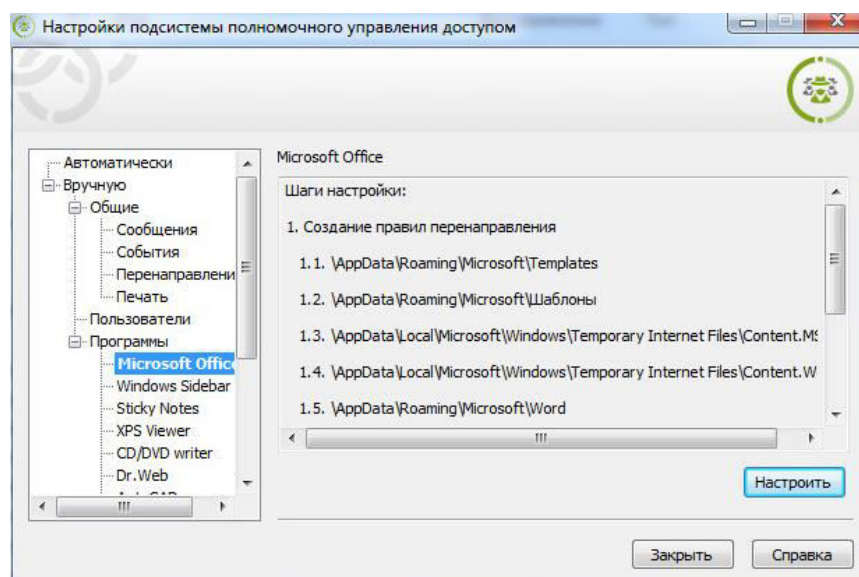 Настройки подсистемы полномочного управления доступом
Автоматически
Вручную
Общие
Сообщения
События
Перенаправлени
Печать
Пользователи
Программы
Microsoft Offic
Windows Sidebar
Sticky Notes
XPS Viewer
CD/DVD writer
Dr.Web
Microsoft Office
Шаги настройки:
1. Создание правил перенаправления
1.1. \AppData\Roaming\Microsoft\Templates
1.2. \AppData\Roaming\Microsoft\Шаблоны
1.3. \AppData\Local\Microsoft\Windows\Temporary Internet Files\Content.MS
1.4. \AppData\Local\Microsoft\Windows\Temporary Internet Files\Content.W
1.5. \AppData\Roaming\Microsoft\Word
Настроить
Закрыть
Справка